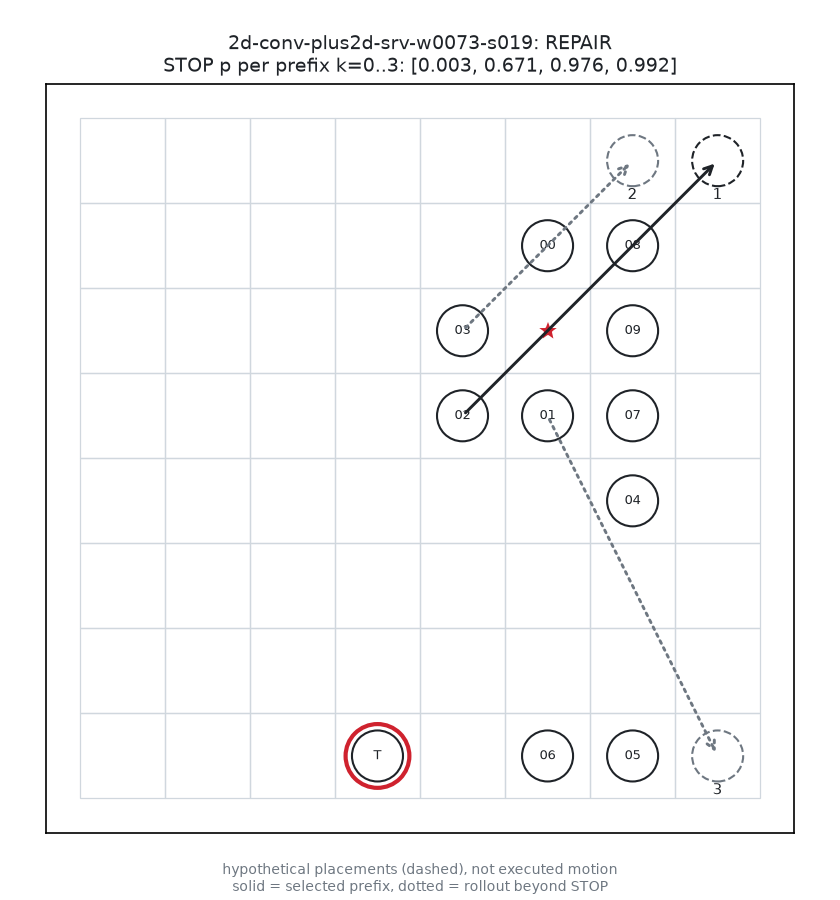 2d-conv-plus2d-srv-w0073-s019: REPAIR
STOP p per prefix k=0..3: [0.003, 0.671, 0.976, 0.992]
2
1
00
08
03
09
02
01
07
04
T
06
05
3
hypothetical placements (dashed), not executed motion
solid = selected prefix, dotted = rollout beyond STOP